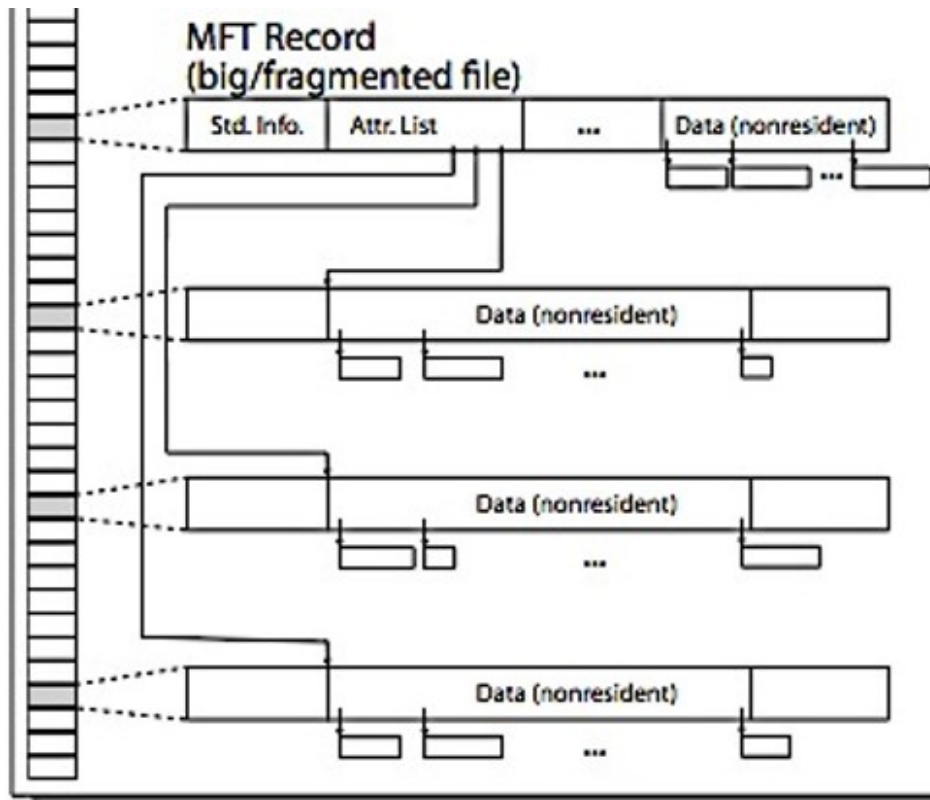 MFT Record
(big/fragmented file)
Std. Info. Attr. List ... Data (nonresident)
...
Data (nonresident)
...
Data (nonresident)
...
Data (nonresident)
...